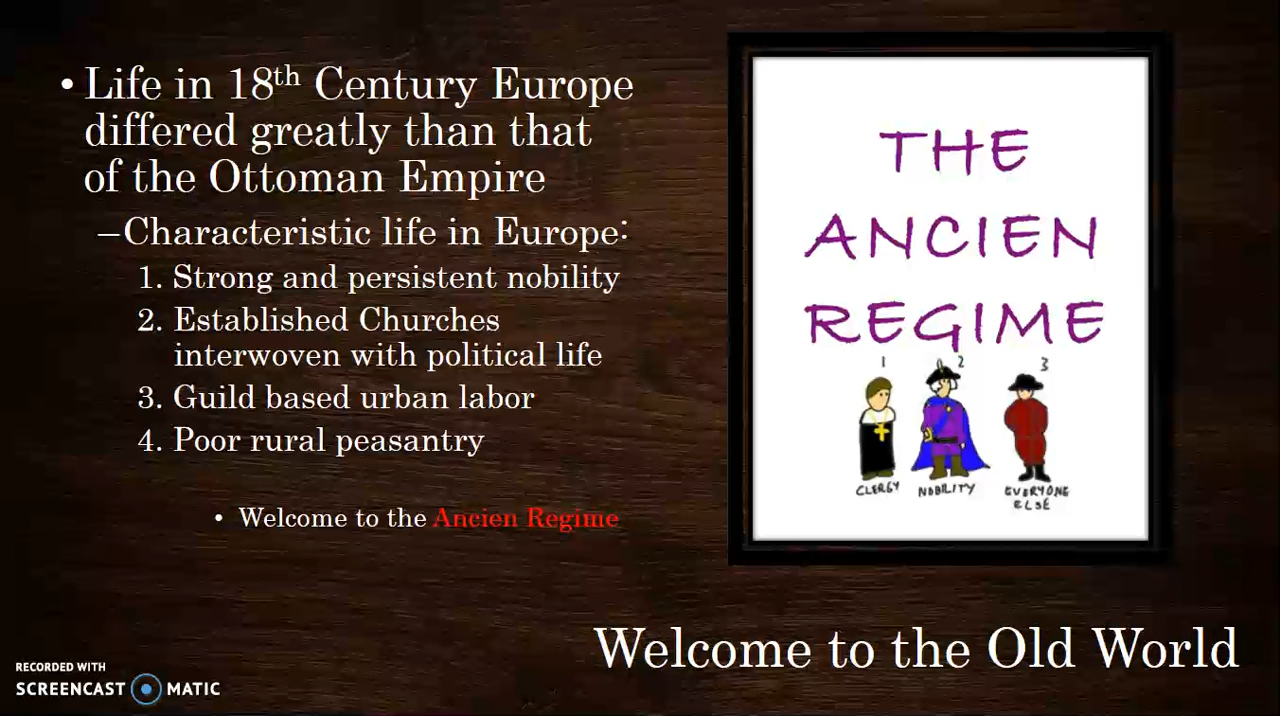 • Life in 18th Century Europe
differed greatly than that
of the Ottoman Empire
–Characteristic life in Europe:
1. Strong and persistent nobility
2. Established Churches
interwoven with political life
3. Guild based urban labor
4. Poor rural peasantry
• Welcome to the Ancien Regime
THE
ANCIEN
REGIME
1 2 3
CLERGY NOBILITY EVERYONE
ELSE
Welcome to the Old World
RECORDED WITH
SCREENCAST MATIC